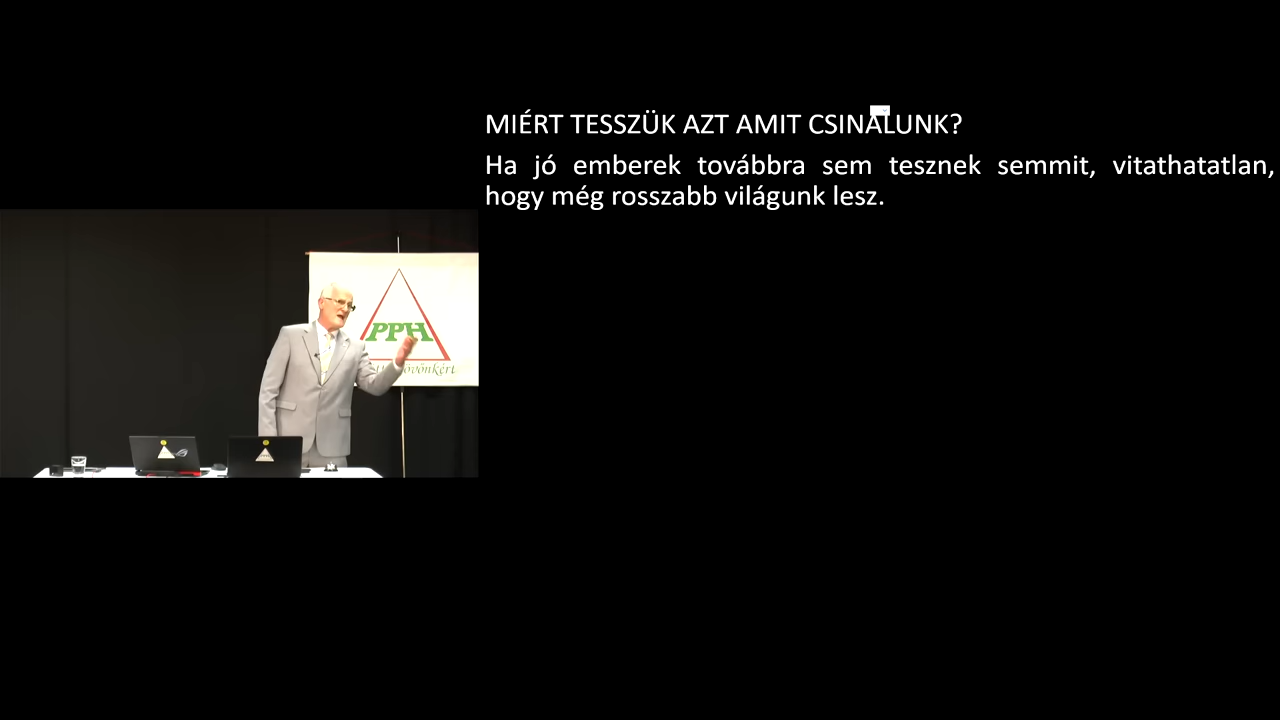 MIÉRT TESSZÜK AZT AMIT CSINÁLUNK?
Ha jó emberek továbbra sem tesznek semmit, vitathatatlan,
hogy még rosszabb világunk lesz.
PPH